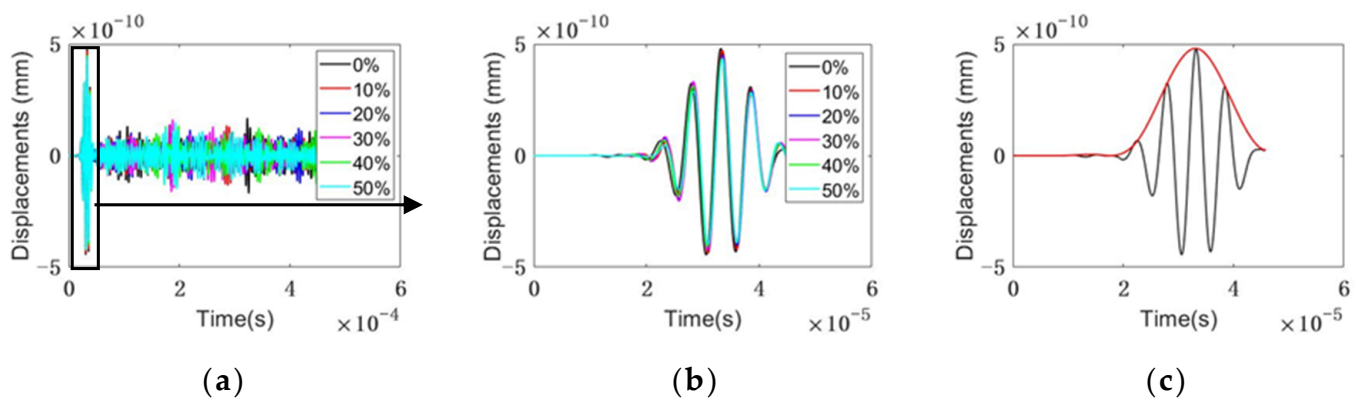 ×10⁻¹⁰
5
0
−5
Displacements (mm)
0%
10%
20%
30%
40%
50%
0 2 4 6
Time(s) ×10⁻⁴
(a)
×10⁻¹⁰
5
0
−5
Displacements (mm)
0%
10%
20%
30%
40%
50%
0 2 4 6
Time(s) ×10⁻⁵
(b)
×10⁻¹⁰
5
0
−5
Displacements (mm)
0 2 4 6
Time(s) ×10⁻⁵
(c)